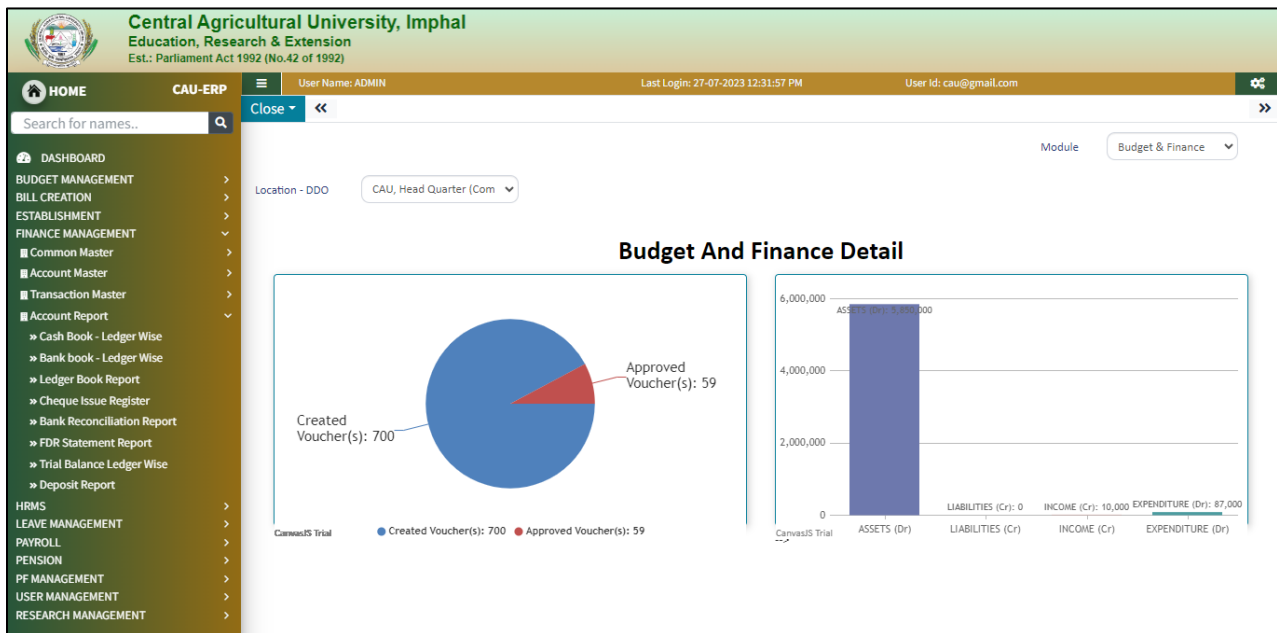 Central Agricultural University, Imphal
Education, Research & Extension
Est.: Parliament Act 1992 (No.42 of 1992)
HOME CAU-ERP
User Name: ADMIN Last Login: 27-07-2023 12:31:57 PM User Id: cau@gmail.com
Close
Search for names..
Module Budget & Finance
DASHBOARD
BUDGET MANAGEMENT
BILL CREATION
ESTABLISHMENT
FINANCE MANAGEMENT
Common Master
Account Master
Transaction Master
Account Report
» Cash Book - Ledger Wise
» Bank book - Ledger Wise
» Ledger Book Report
» Cheque Issue Register
» Bank Reconciliation Report
» FDR Statement Report
» Trial Balance Ledger Wise
» Deposit Report
HRMS
LEAVE MANAGEMENT
PAYROLL
PENSION
PF MANAGEMENT
USER MANAGEMENT
RESEARCH MANAGEMENT
Location - DDO CAU, Head Quarter (Com
Budget And Finance Detail
Approved
Voucher(s): 59
Created
Voucher(s): 700
CanvasJS Trial
Created Voucher(s): 700 Approved Voucher(s): 59
6,000,000
4,000,000
2,000,000
0
ASSETS (Dr): 5,850,000
LIABILITIES (Cr): 0
INCOME (Cr): 10,000
EXPENDITURE (Dr): 87,000
ASSETS (Dr) LIABILITIES (Cr) INCOME (Cr) EXPENDITURE (Dr)
CanvasJS Trial
-->